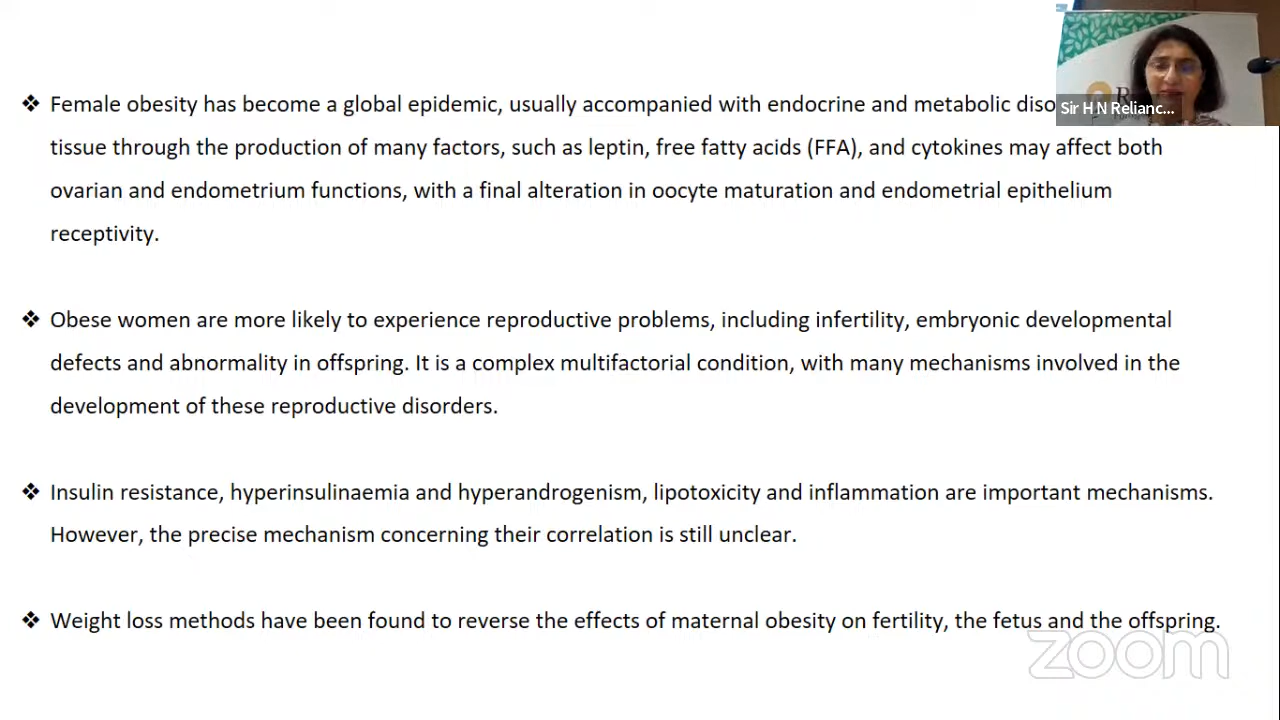 ❖ Female obesity has become a global epidemic, usually accompanied with endocrine and metabolic
tissue through the production of many factors, such as leptin, free fatty acids (FFA), and cytokines may affect both
ovarian and endometrium functions, with a final alteration in oocyte maturation and endometrial epithelium
receptivity.
❖ Obese women are more likely to experience reproductive problems, including infertility, embryonic developmental
defects and abnormality in offspring. It is a complex multifactorial condition, with many mechanisms involved in the
development of these reproductive disorders.
❖ Insulin resistance, hyperinsulinaemia and hyperandrogenism, lipotoxicity and inflammation are important mechanisms.
However, the precise mechanism concerning their correlation is still unclear.
❖ Weight loss methods have been found to reverse the effects of maternal obesity on fertility, the fetus and the offspring.
Sir H N Relianc...
zoom